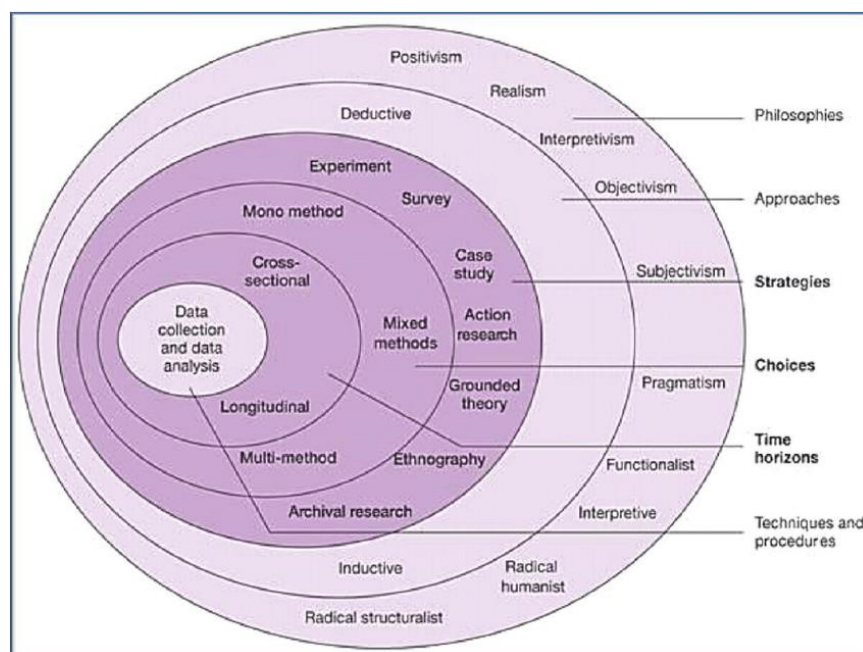 Positivism
Realism
Philosophies
Deductive
Interpretivism
Experiment
Objectivism
Survey
Approaches
Mono method
Case
study
Cross-
sectional
Subjectivism
Strategies
Data
collection
and data
analysis
Action
research
Mixed
methods
Choices
Grounded
theory
Pragmatism
Longitudinal
Time
horizons
Multi-method
Ethnography
Functionalist
Archival research
Interpretive
Techniques and
procedures
Inductive
Radical
humanist
Radical structuralist